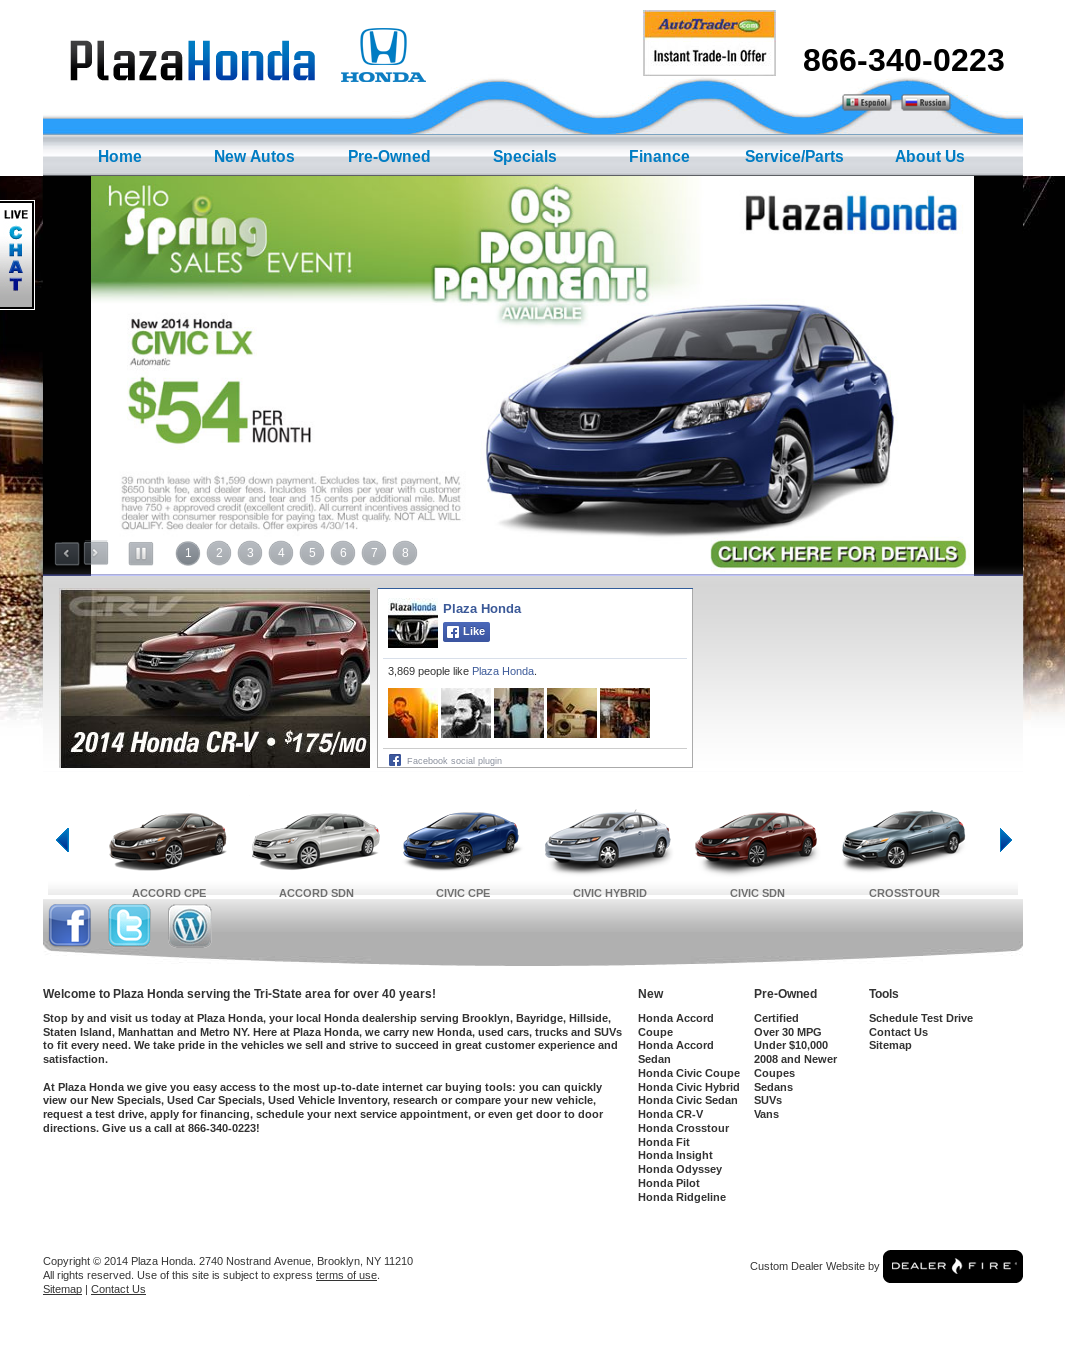 PlazaHonda
HONDA
AutoTrader.com
Instant Trade-In Offer
866-340-0223
Español
Russian
Home
New Autos
Pre-Owned
Specials
Finance
Service/Parts
About Us
LIVE
CHAT
hello
Spring
SALES EVENT!
0$
DOWN
PAYMENT!
AVAILABLE
PlazaHonda
New 2014 Honda
CIVIC LX
Automatic
$54 PER MONTH
39 month lease with $1,599 down payment. Excludes tax, first payment, MV,
$650 bank fee, and dealer fees. Includes 10k miles per year with customer
responsible for excess wear and tear and 15 cents per additional mile. Must
have 750 + approved credit (excellent credit). All current incentives assigned
dealer with consumer responsible for paying tax. Must qualify. NOT ALL WILL
QUALIFY. See dealer for details. Offer expires 4/30/14.
1 2 3 4 5 6 7 8
CLICK HERE FOR DETAILS
CR-V
2014 Honda CR-V • $175/MO
PlazaHonda
Plaza Honda
Like
3,869 people like Plaza Honda.
Facebook social plugin
ACCORD CPE
ACCORD SDN
CIVIC CPE
CIVIC HYBRID
CIVIC SDN
CROSSTOUR
Welcome to Plaza Honda serving the Tri-State area for over 40 years!
Stop by and visit us today at Plaza Honda, your local Honda dealership serving Brooklyn, Bayridge, Hillside,
Staten Island, Manhattan and Metro NY. Here at Plaza Honda, we carry new Honda, used cars, trucks and SUVs
to fit every need. We take pride in the vehicles we sell and strive to succeed in great customer experience and
satisfaction.
At Plaza Honda we give you easy access to the most up-to-date internet car buying tools: you can quickly
view our New Specials, Used Car Specials, Used Vehicle Inventory, research or compare your new vehicle,
request a test drive, apply for financing, schedule your next service appointment, or even get door to door
directions. Give us a call at 866-340-0223!
New
Honda Accord
Coupe
Honda Accord
Sedan
Honda Civic Coupe
Honda Civic Hybrid
Honda Civic Sedan
Honda CR-V
Honda Crosstour
Honda Fit
Honda Insight
Honda Odyssey
Honda Pilot
Honda Ridgeline
Pre-Owned
Certified
Over 30 MPG
Under $10,000
2008 and Newer
Coupes
Sedans
SUVs
Vans
Tools
Schedule Test Drive
Contact Us
Sitemap
Copyright © 2014 Plaza Honda. 2740 Nostrand Avenue, Brooklyn, NY 11210
All rights reserved. Use of this site is subject to express terms of use.
Sitemap | Contact Us
Custom Dealer Website by DEALER FIRE